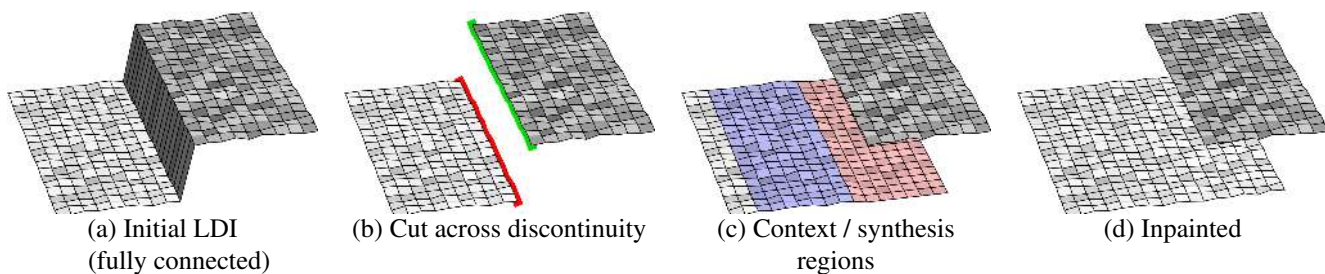 (a) Initial LDI
(fully connected)
(b) Cut across discontinuity
(c) Context / synthesis
regions
(d) Inpainted